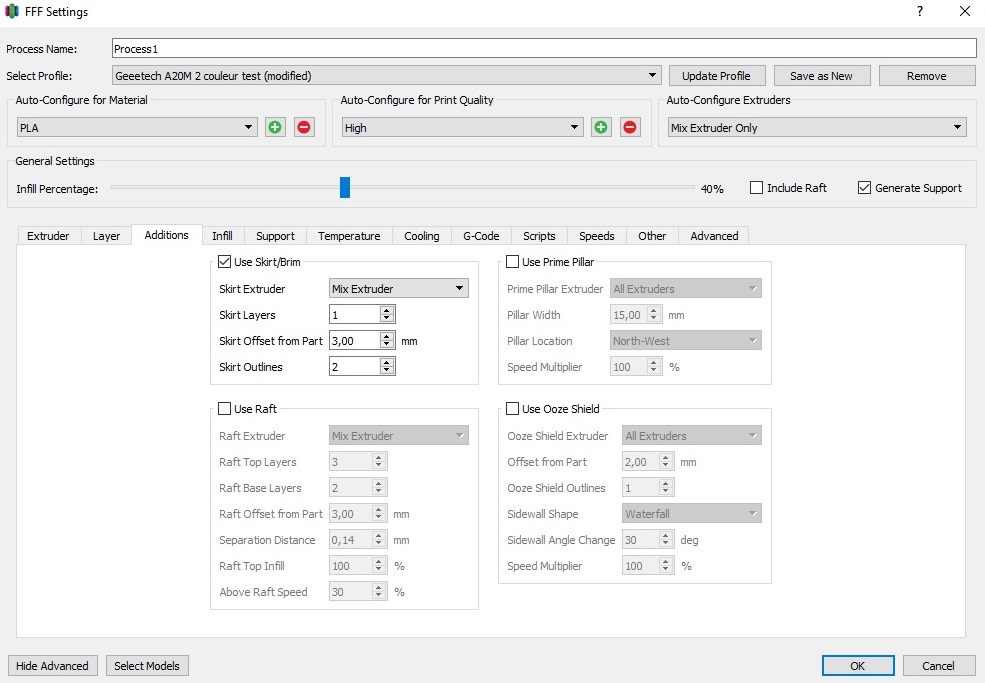 FFF Settings ? X
Process Name: Process1
Select Profile: Geeetech A20M 2 couleur test (modified) Update Profile Save as New Remove
Auto-Configure for Material Auto-Configure for Print Quality Auto-Configure Extruders
PLA High Mix Extruder Only
General Settings
Infill Percentage: 40% Include Raft Generate Support
Extruder Layer Additions Infill Support Temperature Cooling G-Code Scripts Speeds Other Advanced
Use Skirt/Brim
Skirt Extruder Mix Extruder
Skirt Layers 1
Skirt Offset from Part 3,00 mm
Skirt Outlines 2
Use Prime Pillar
Prime Pillar Extruder All Extruders
Pillar Width 15,00 mm
Pillar Location North-West
Speed Multiplier 100 %
Use Raft
Raft Extruder Mix Extruder
Raft Top Layers 3
Raft Base Layers 2
Raft Offset from Part 3,00 mm
Separation Distance 0,14 mm
Raft Top Infill 100 %
Above Raft Speed 30 %
Use Ooze Shield
Ooze Shield Extruder All Extruders
Offset from Part 2,00 mm
Ooze Shield Outlines 1
Sidewall Shape Waterfall
Sidewall Angle Change 30 deg
Speed Multiplier 100 %
Hide Advanced Select Models OK Cancel